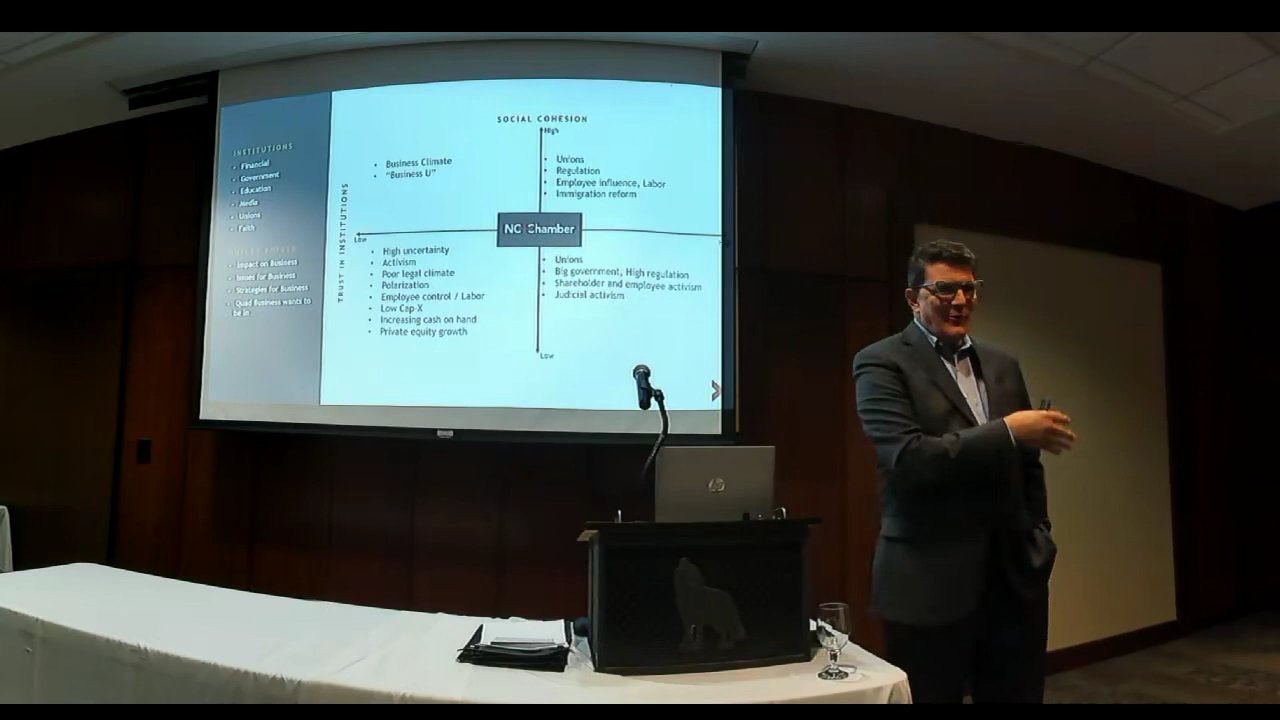 INSTITUTIONS
• Financial
• Government
• Education
• Media
• Unions
• Faith
• Impact on Business
• Issues for Business
• Strategies for Business
• Quad Business wants to
be in
SOCIAL COHESION
High
TRUST IN INSTITUTIONS
• Business Climate
• "Business U"
• Unions
• Regulation
• Employee influence, Labor
• Immigration reform
Low
NC Chamber
• High uncertainty
• Activism
• Poor legal climate
• Polarization
• Employee control / Labor
• Low Cap-X
• Increasing cash on hand
• Private equity growth
• Unions
• Big government, High regulation
• Shareholder and employee activism
• Judicial activism
Low
hp